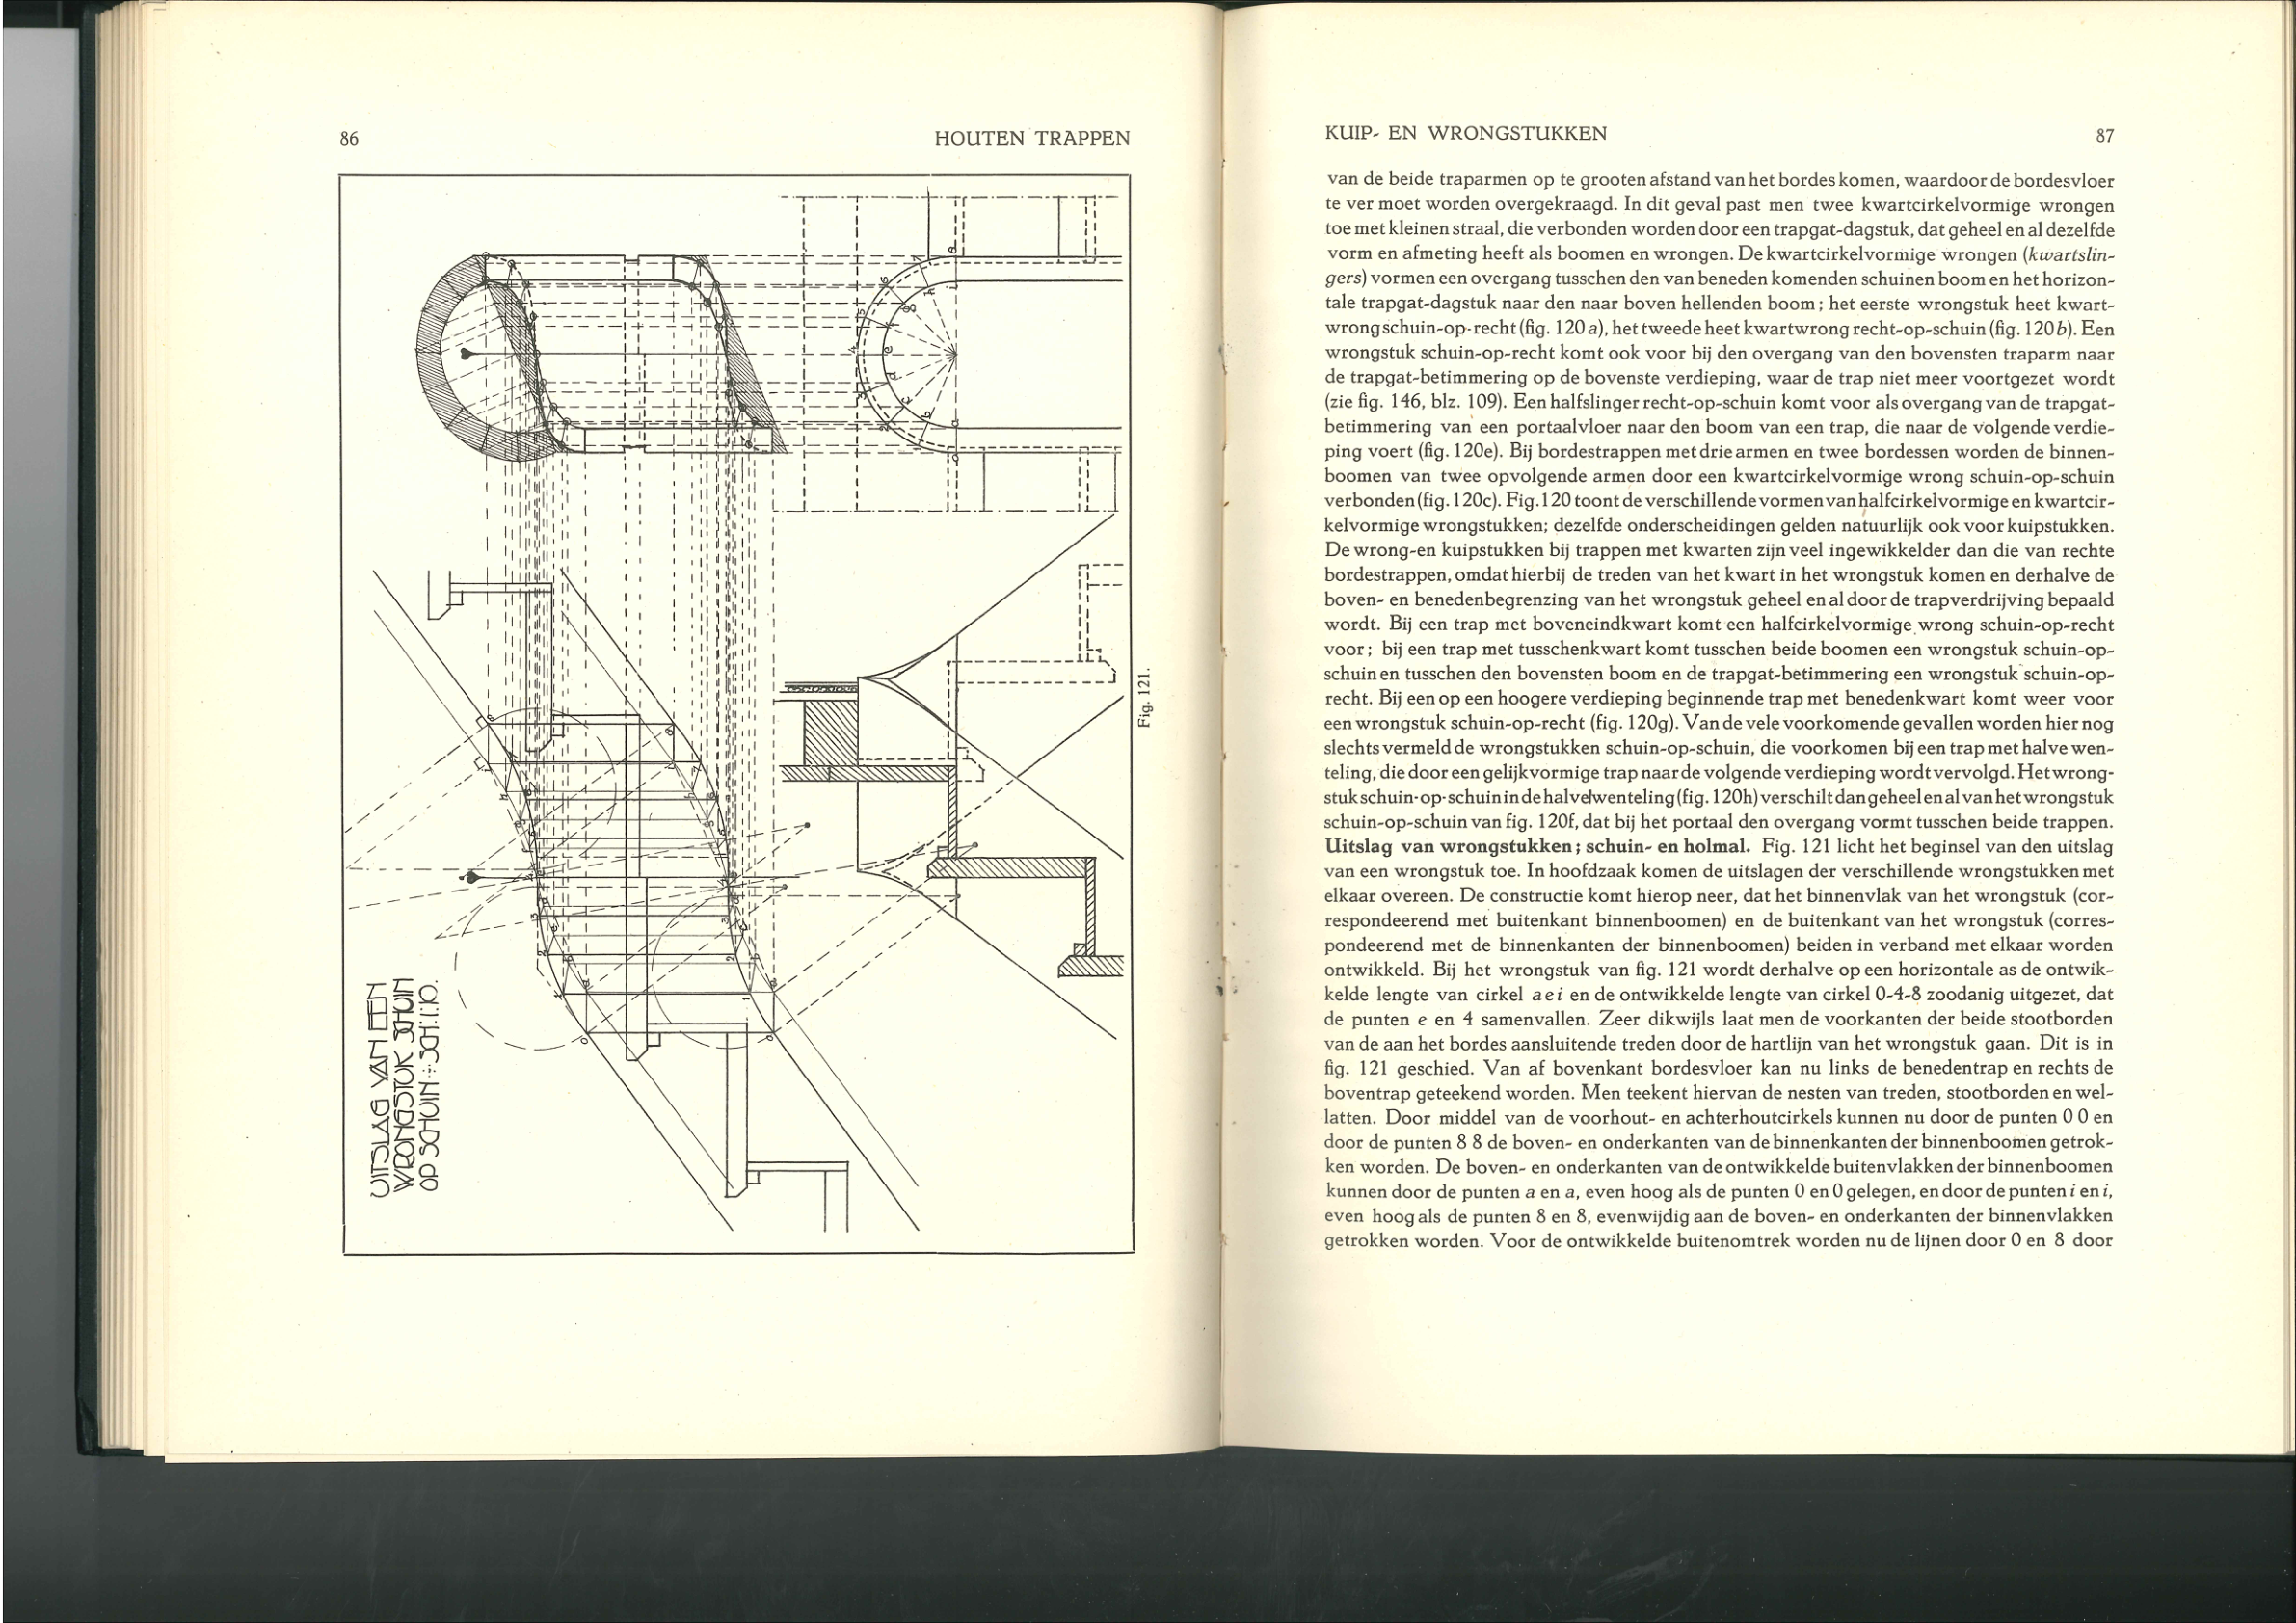 86
HOUTEN TRAPPEN
UITSLAG VAN EEN
WRONGSTUK SCHUIN
OP SCHUIN ÷ SCH: 1:10.
Fig. 121.
KUIP- EN WRONGSTUKKEN
87
van de beide traparmen op te grooten afstand van het bordes komen, waardoor de bordesvloer
te ver moet worden overgekraagd. In dit geval past men twee kwartcirkelvormige wrongen
toe met kleinen straal, die verbonden worden door een trapgat-dagstuk, dat geheel en al dezelfde
vorm en afmeting heeft als boomen en wrongen. De kwartcirkelvormige wrongen (kwartslin-
gers) vormen een overgang tusschen den van beneden komenden schuinen boom en het horizon-
tale trapgat-dagstuk naar den naar boven hellenden boom; het eerste wrongstuk heet kwart-
wrong schuin-op-recht (fig. 120 a), het tweede heet kwartwrong recht-op-schuin (fig. 120 b). Een
wrongstuk schuin-op-recht komt ook voor bij den overgang van den bovensten traparm naar
de trapgat-betimmering op de bovenste verdieping, waar de trap niet meer voortgezet wordt
(zie fig. 146, blz. 109). Een halfslinger recht-op-schuin komt voor als overgang van de trapgat-
betimmering van een portaalvloer naar den boom van een trap, die naar de volgende verdie-
ping voert (fig. 120e). Bij bordestrappen met drie armen en twee bordessen worden de binnen-
boomen van twee opvolgende armen door een kwartcirkelvormige wrong schuin-op-schuin
verbonden (fig. 120c). Fig. 120 toont de verschillende vormen van halfcirkelvormige en kwartcir-
kelvormige wrongstukken; dezelfde onderscheidingen gelden natuurlijk ook voor kuipstukken.
De wrong-en kuipstukken bij trappen met kwarten zijn veel ingewikkelder dan die van rechte
bordestrappen, omdat hierbij de treden van het kwart in het wrongstuk komen en derhalve de
boven- en benedenbegrenzing van het wrongstuk geheel en al door de trapverdrijving bepaald
wordt. Bij een trap met boveneindkwart komt een halfcirkelvormige wrong schuin-op-recht
voor; bij een trap met tusschenkwart komt tusschen beide boomen een wrongstuk schuin-op-
schuin en tusschen den bovensten boom en de trapgat-betimmering een wrongstuk schuin-op-
recht. Bij een op een hoogere verdieping beginnende trap met benedenkwart komt weer voor
een wrongstuk schuin-op-recht (fig. 120g). Van de vele voorkomende gevallen worden hier nog
slechts vermeld de wrongstukken schuin-op-schuin, die voorkomen bij een trap met halve wen-
teling, die door een gelijkvormige trap naar de volgende verdieping wordt vervolgd. Het wrong-
stuk schuin-op-schuin in de halve wenteling (fig. 120h) verschilt dan geheel en al van het wrongstuk
schuin-op-schuin van fig. 120f, dat bij het portaal den overgang vormt tusschen beide trappen.
Uitslag van wrongstukken; schuin- en holmal. Fig. 121 licht het beginsel van den uitslag
van een wrongstuk toe. In hoofdzaak komen de uitslagen der verschillende wrongstukken met
elkaar overeen. De constructie komt hierop neer, dat het binnenvlak van het wrongstuk (cor-
respondeerend met buitenkant binnenboomen) en de buitenkant van het wrongstuk (corres-
pondeerend met de binnenkanten der binnenboomen) beiden in verband met elkaar worden
ontwikkeld. Bij het wrongstuk van fig. 121 wordt derhalve op een horizontale as de ontwik-
kelde lengte van cirkel a e i en de ontwikkelde lengte van cirkel 0-4-8 zoodanig uitgezet, dat
de punten e en 4 samenvallen. Zeer dikwijls laat men de voorkanten der beide stootborden
van de aan het bordes aansluitende treden door de hartlijn van het wrongstuk gaan. Dit is in
fig. 121 geschied. Van af bovenkant bordesvloer kan nu links de benedentrap en rechts de
boventrap geteekend worden. Men teekent hiervan de nesten van treden, stootborden en wel-
latten. Door middel van de voorhout- en achterhoutcirkels kunnen nu door de punten 0 0 en
door de punten 8 8 de boven- en onderkanten van de binnenkanten der binnenboomen getrok-
ken worden. De boven- en onderkanten van de ontwikkelde buitenvlakken der binnenboomen
kunnen door de punten a en a, even hoog als de punten 0 en 0 gelegen, en door de punten i en i,
even hoog als de punten 8 en 8, evenwijdig aan de boven- en onderkanten der binnenvlakken
getrokken worden. Voor de ontwikkelde buitenomtrek worden nu de lijnen door 0 en 8 door